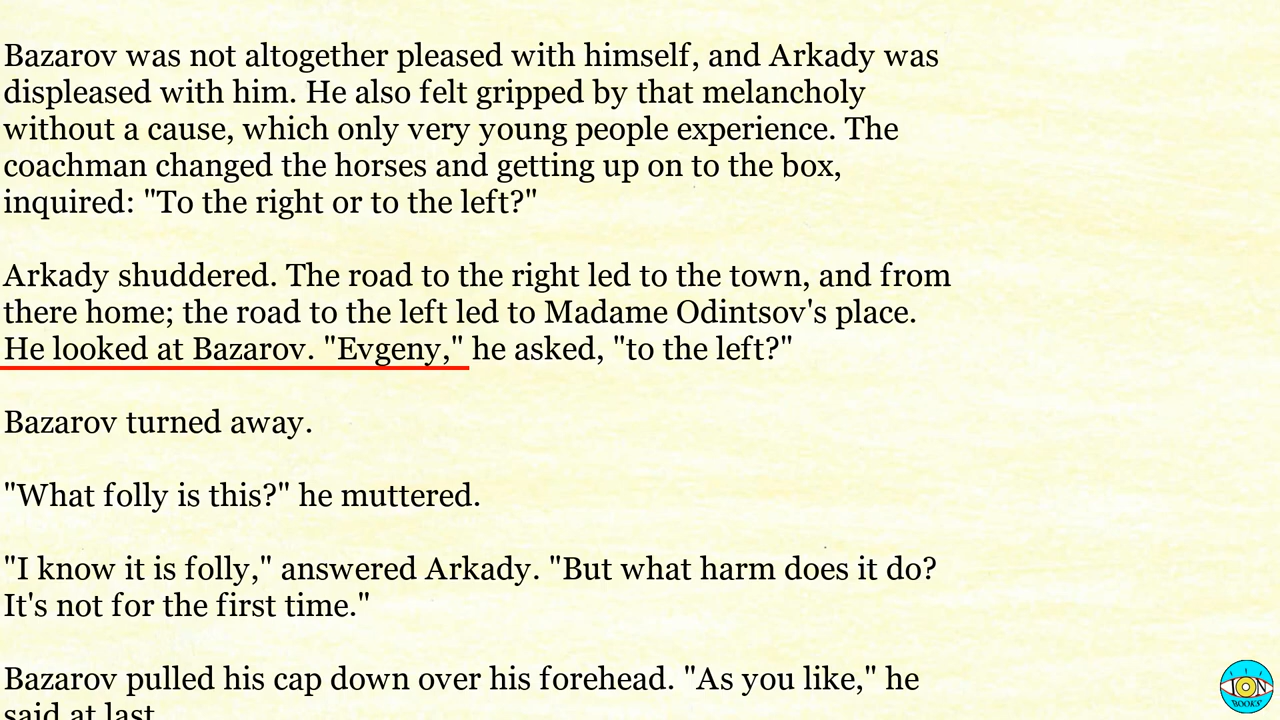 Bazarov was not altogether pleased with himself, and Arkady was
displeased with him. He also felt gripped by that melancholy
without a cause, which only very young people experience. The
coachman changed the horses and getting up on to the box,
inquired: "To the right or to the left?"
Arkady shuddered. The road to the right led to the town, and from
there home; the road to the left led to Madame Odintsov's place.
He looked at Bazarov. "Evgeny," he asked, "to the left?"
Bazarov turned away.
"What folly is this?" he muttered.
"I know it is folly," answered Arkady. "But what harm does it do?
It's not for the first time."
Bazarov pulled his cap down over his forehead. "As you like," he
said at last.
ION
BOOKS